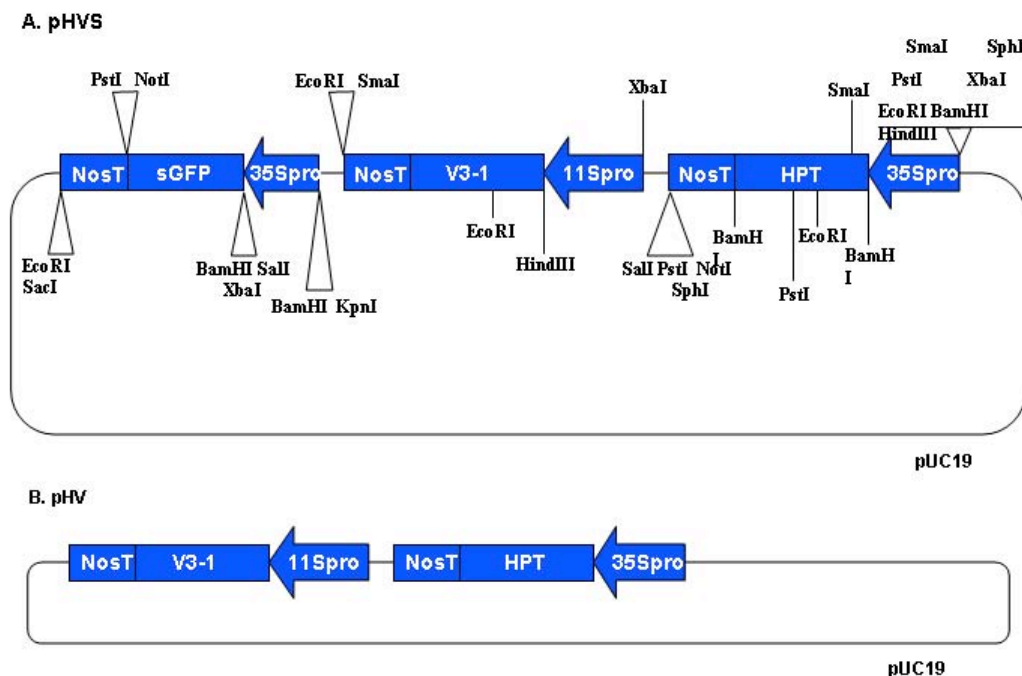 A. pHVS
SmaI SphI
PstI NotI
EcoRI SmaI
XbaI
SmaI
PstI XbaI
EcoRI BamHI
HindIII
NosT sGFP 35Spro
NosT V3-1 11Spro
NosT HPT 35Spro
EcoRI
SacI
BamHI SalI
XbaI
BamHI KpnI
EcoRI
HindIII
SalI PstI NotI
SphI
BamH
I
PstI
EcoRI
BamH
I
pUC19
B. pHV
NosT V3-1 11Spro
NosT HPT 35Spro
pUC19